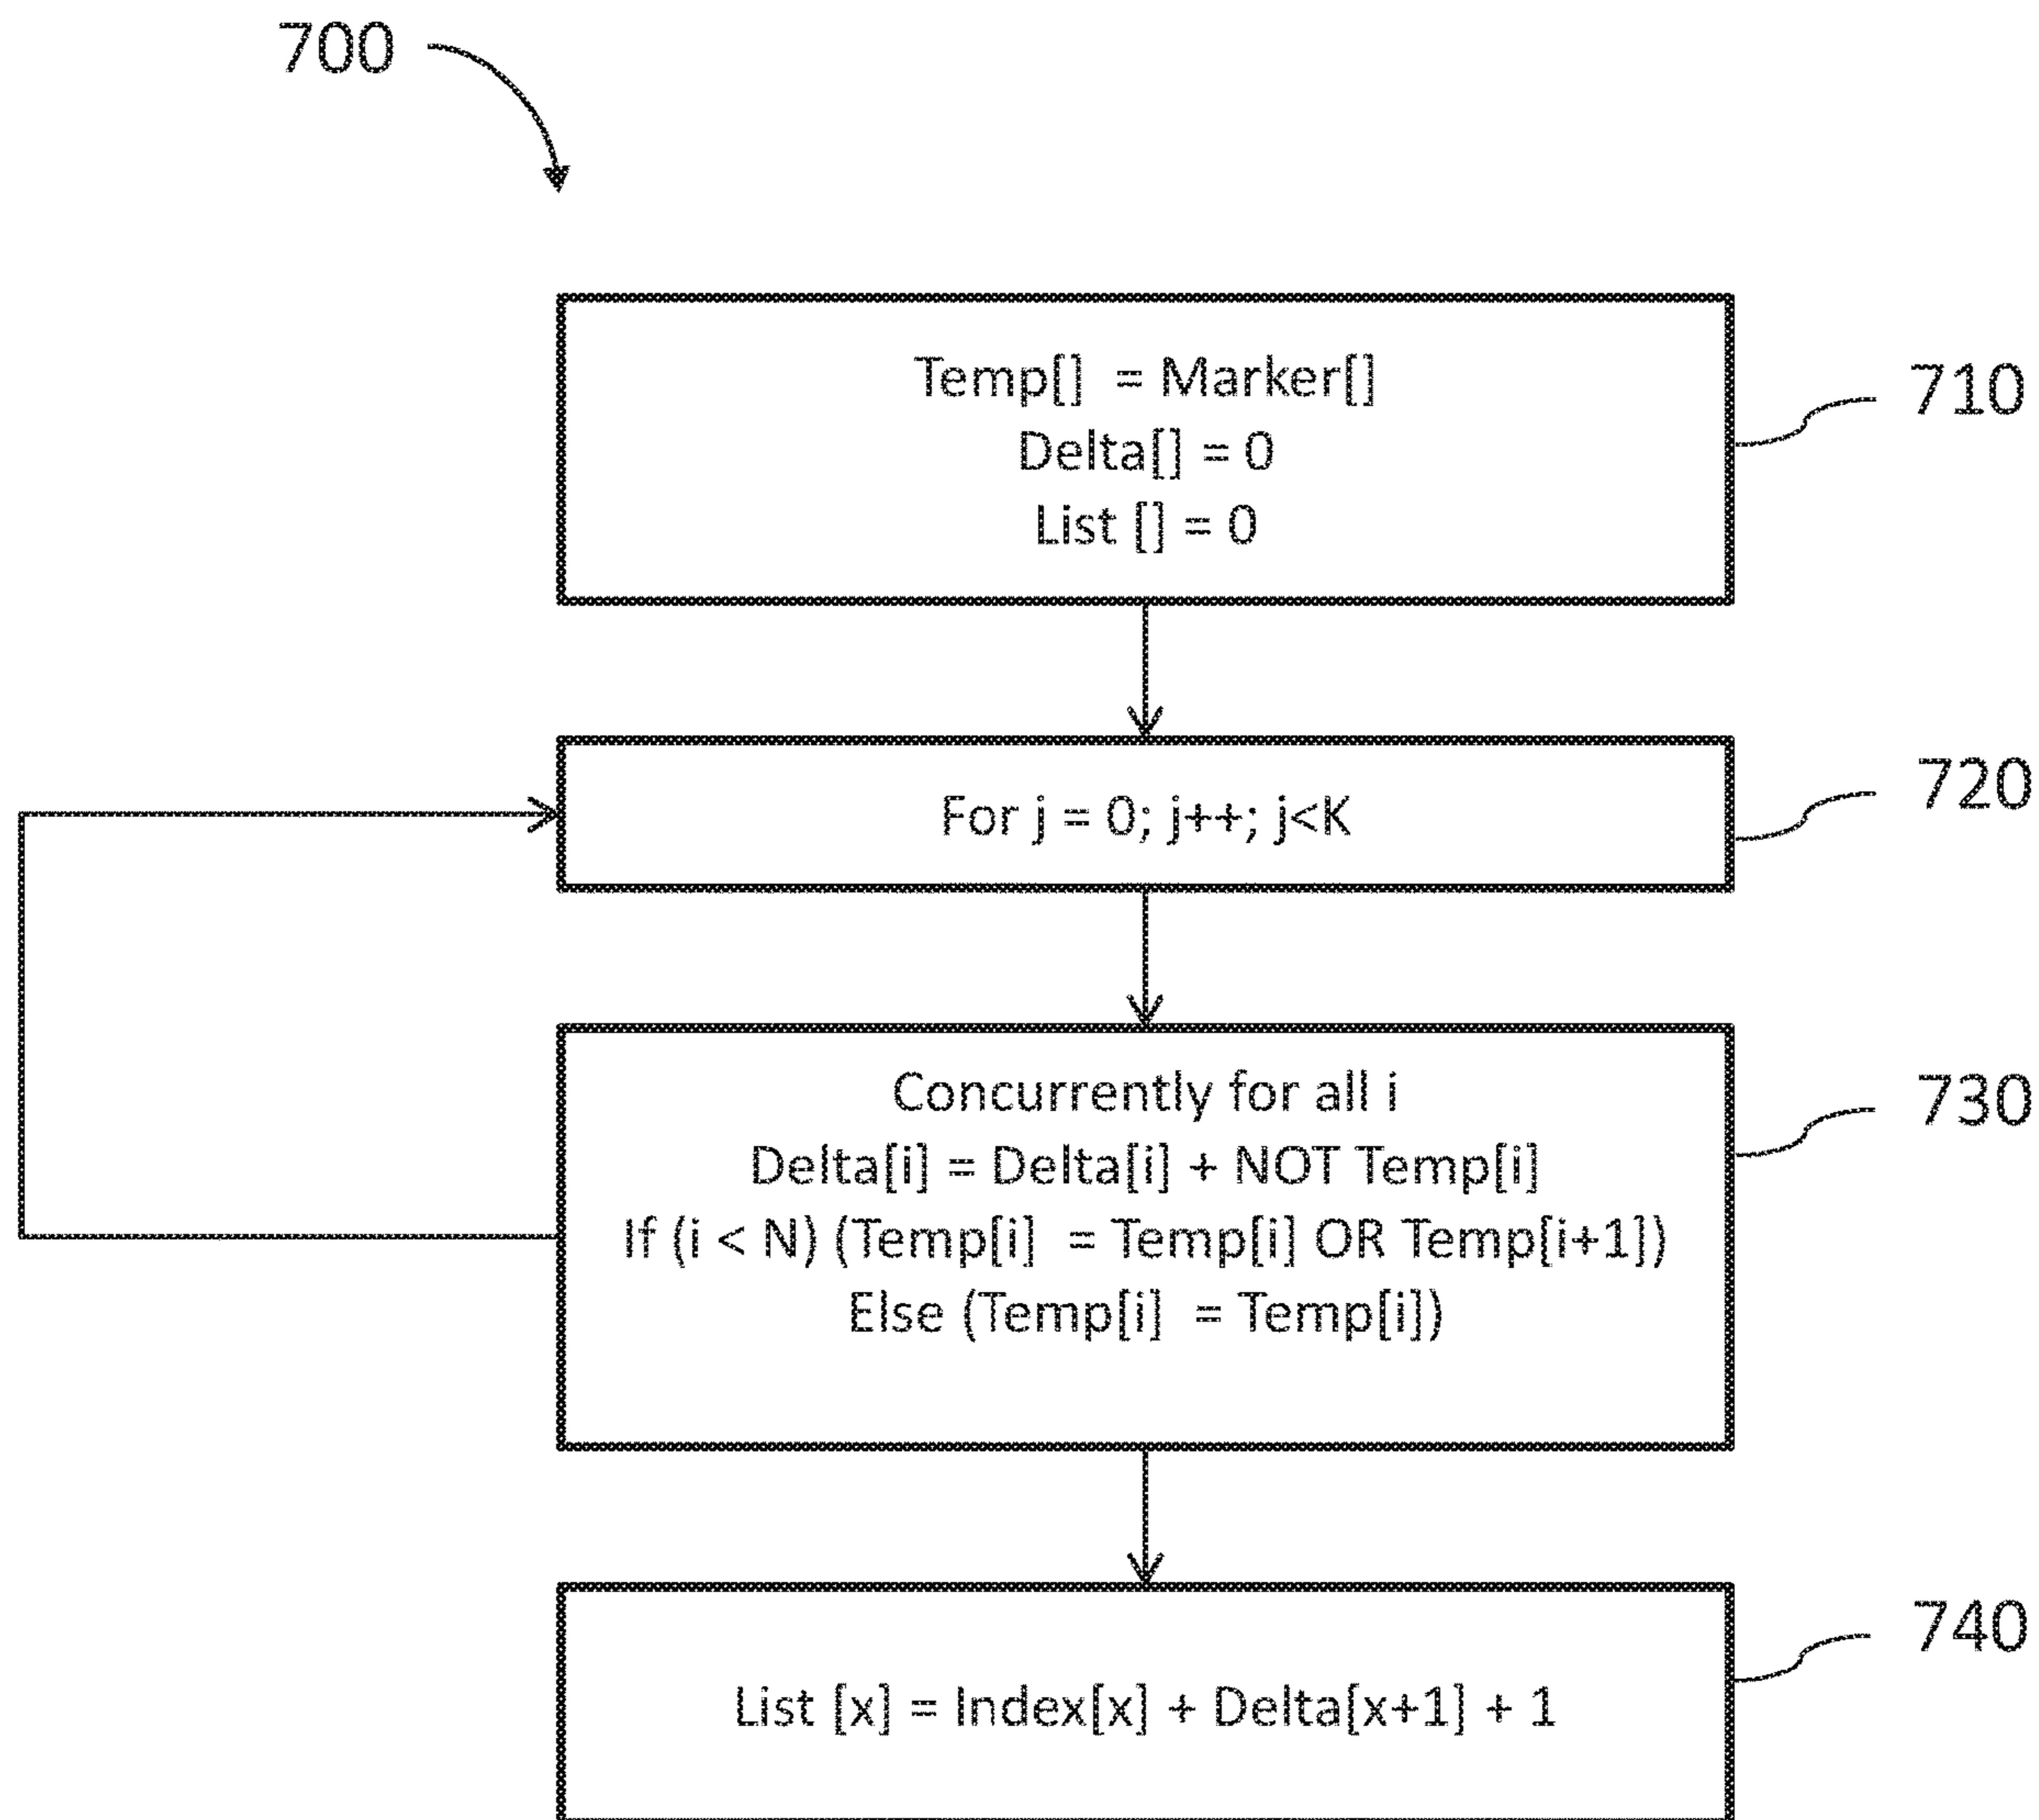 700
Temp[]  = Marker[]
Delta[] = 0
List [] = 0
710
For j = 0; j++; j<K
720
Concurrently for all i
Delta[i] = Delta[i] + NOT Temp[i]
If (i < N) (Temp[i]  = Temp[i] OR Temp[i+1])
Else (Temp[i]  = Temp[i])
730
List [x] = Index[x] + Delta[x+1] + 1
740